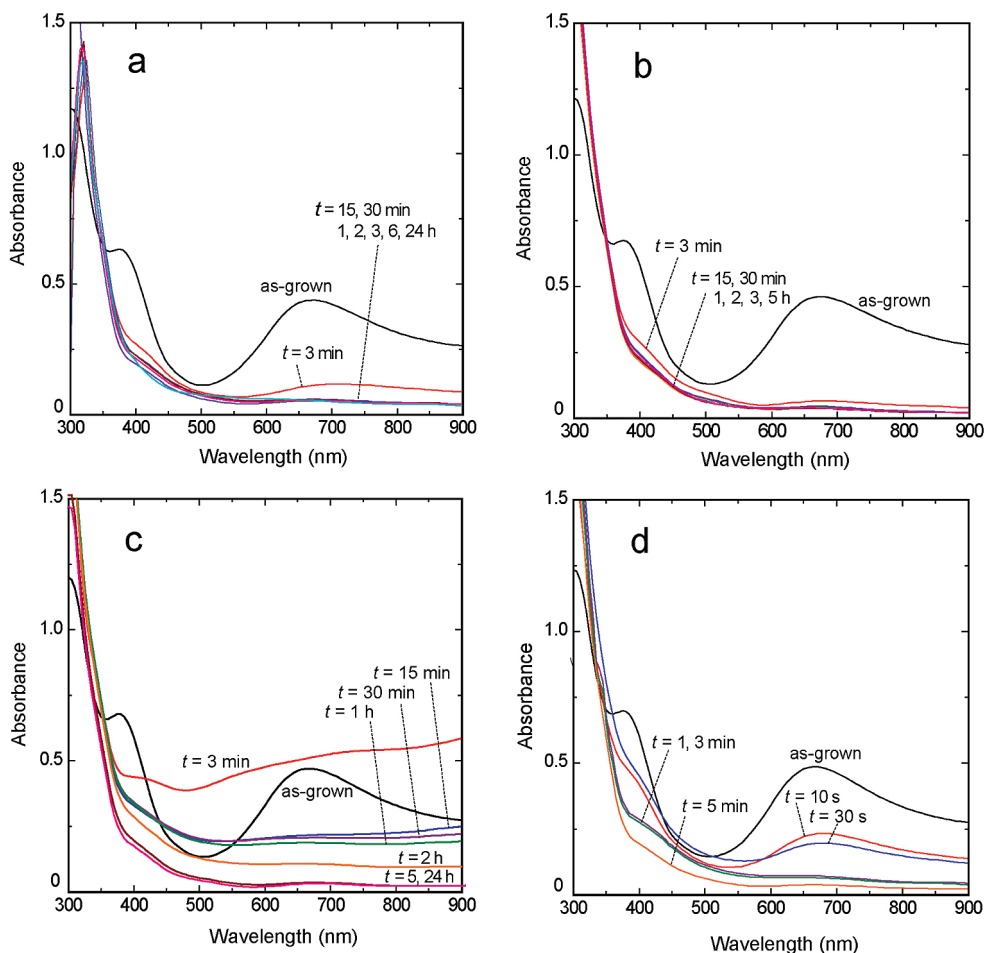 a
1.5
1.0
0.5
0
Absorbance
t = 15, 30 min
1, 2, 3, 6, 24 h
as-grown
t = 3 min
300 400 500 600 700 800 900
Wavelength (nm)
b
1.5
1.0
0.5
0
Absorbance
t = 3 min
t = 15, 30 min
1, 2, 3, 5 h
as-grown
300 400 500 600 700 800 900
Wavelength (nm)
c
1.5
1.0
0.5
0
Absorbance
t = 15 min
t = 30 min
t = 1 h
t = 3 min
as-grown
t = 2 h
t = 5, 24 h
300 400 500 600 700 800 900
Wavelength (nm)
d
1.5
1.0
0.5
0
Absorbance
t = 1, 3 min
as-grown
t = 5 min
t = 10 s
t = 30 s
300 400 500 600 700 800 900
Wavelength (nm)